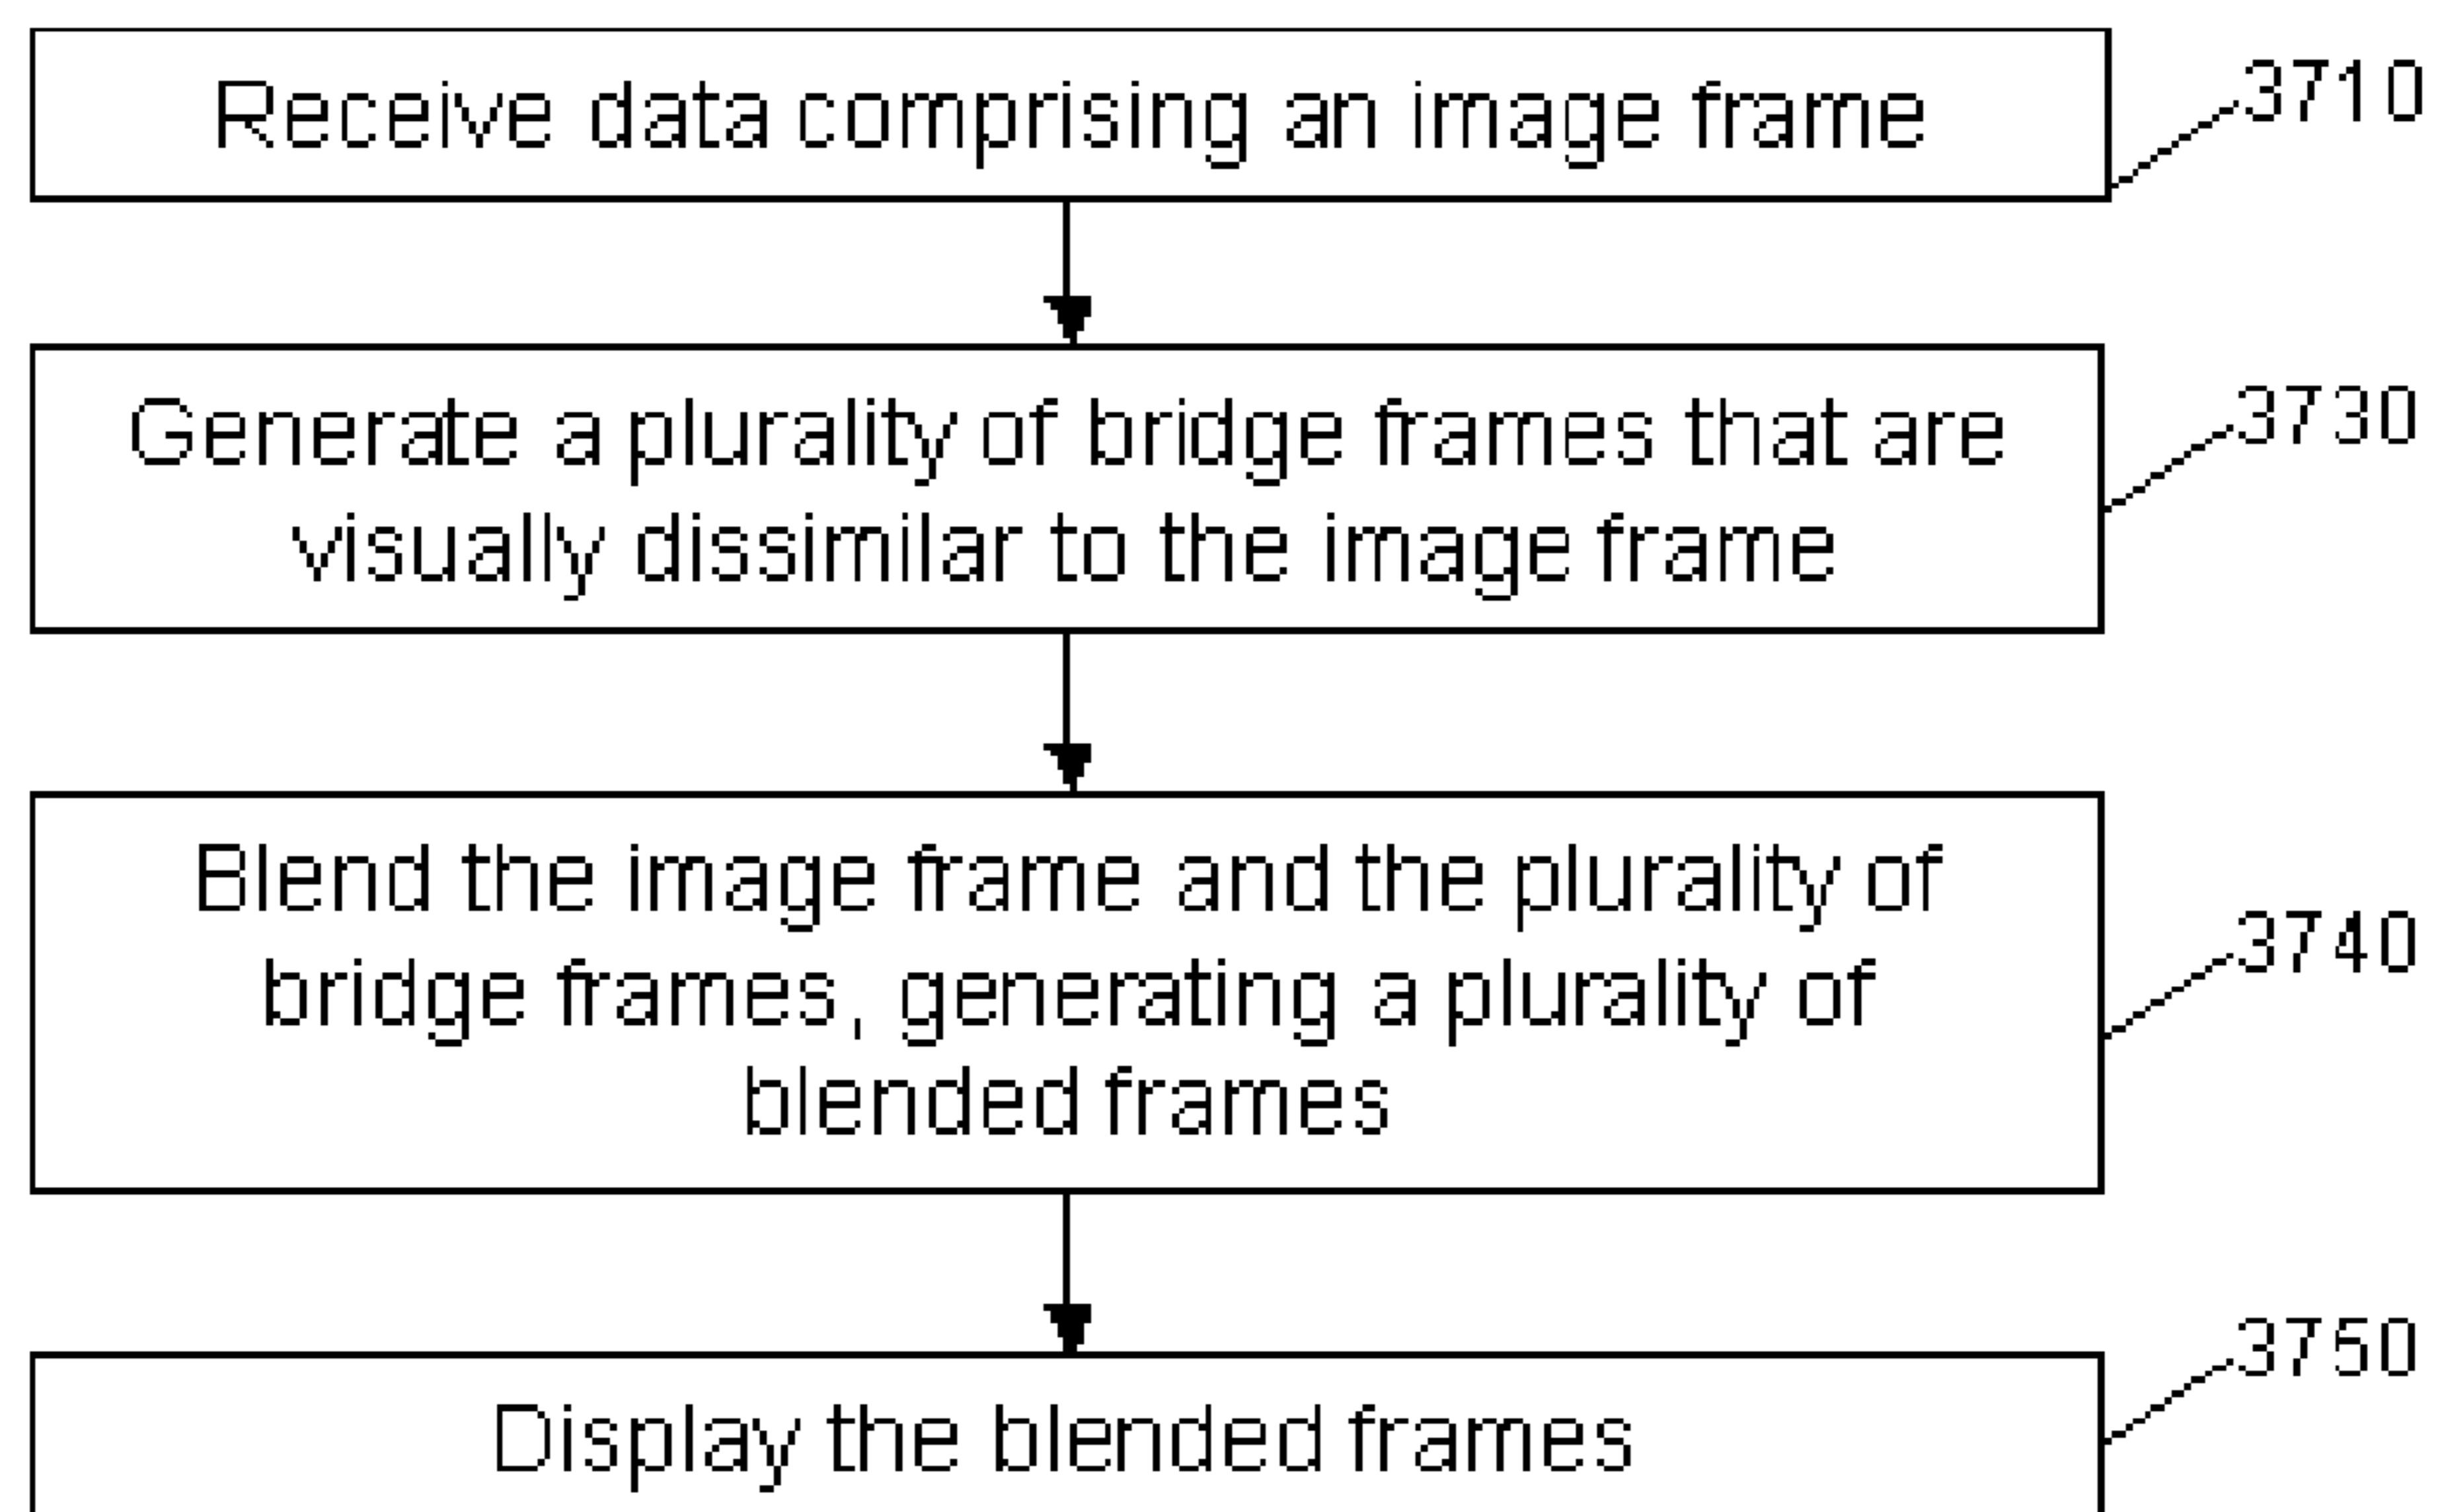 Receive data comprising an image frame
3710
Generate a plurality of bridge frames that are
visually dissimilar to the image frame
3730
Blend the image frame and the plurality of
bridge frames, generating a plurality of
blended frames
3740
Display the blended frames
3750